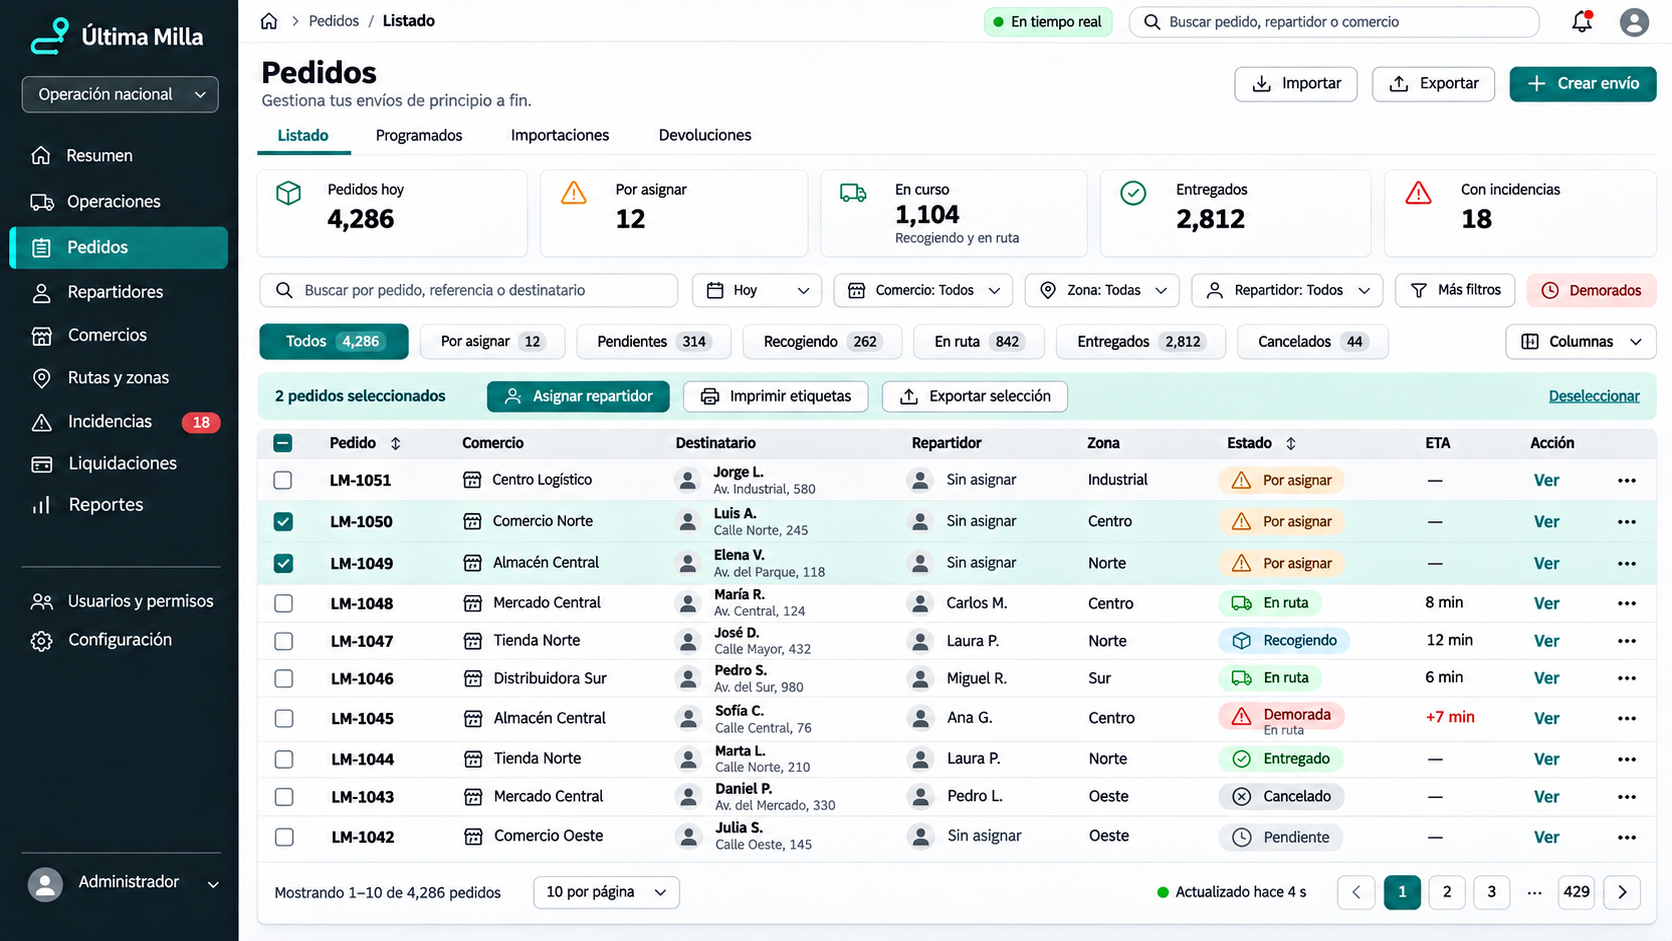 Última Milla
Operación nacional
Resumen
Operaciones
Pedidos
Repartidores
Comercios
Rutas y zonas
Incidencias 18
Liquidaciones
Reportes
Usuarios y permisos
Configuración
Administrador
Pedidos / Listado
En tiempo real
Buscar pedido, repartidor o comercio
Pedidos
Gestiona tus envíos de principio a fin.
Importar
Exportar
Crear envío
Listado Programados Importaciones Devoluciones
Pedidos hoy
4,286
Por asignar
12
En curso
1,104
Recogiendo y en ruta
Entregados
2,812
Con incidencias
18
Buscar por pedido, referencia o destinatario
Hoy
Comercio: Todos
Zona: Todas
Repartidor: Todos
Más filtros
Demorados
Todos 4,286
Por asignar 12
Pendientes 314
Recogiendo 262
En ruta 842
Entregados 2,812
Cancelados 44
Columnas
2 pedidos seleccionados
Asignar repartidor
Imprimir etiquetas
Exportar selección
Deseleccionar
Pedido Comercio Destinatario Repartidor Zona Estado ETA Acción
LM-1051 Centro Logístico Jorge L. Sin asignar Industrial Por asignar — Ver ...
Av. Industrial, 580
LM-1050 Comercio Norte Luis A. Sin asignar Centro Por asignar — Ver ...
Calle Norte, 245
LM-1049 Almacén Central Elena V. Sin asignar Norte Por asignar — Ver ...
Av. del Parque, 118
LM-1048 Mercado Central María R. Carlos M. Centro En ruta 8 min Ver ...
Av. Central, 124
LM-1047 Tienda Norte José D. Laura P. Norte Recogiendo 12 min Ver ...
Calle Mayor, 432
LM-1046 Distribuidora Sur Pedro S. Miguel R. Sur En ruta 6 min Ver ...
Av. del Sur, 980
LM-1045 Almacén Central Sofía C. Ana G. Centro Demorada +7 min Ver ...
Calle Central, 76 En ruta
LM-1044 Tienda Norte Marta L. Laura P. Norte Entregado — Ver ...
Calle Norte, 210
LM-1043 Mercado Central Daniel P. Pedro L. Oeste Cancelado — Ver ...
Av. del Mercado, 330
LM-1042 Comercio Oeste Julia S. Sin asignar Oeste Pendiente — Ver ...
Calle Oeste, 145
Mostrando 1–10 de 4,286 pedidos
10 por página
Actualizado hace 4 s
1 2 3 ... 429